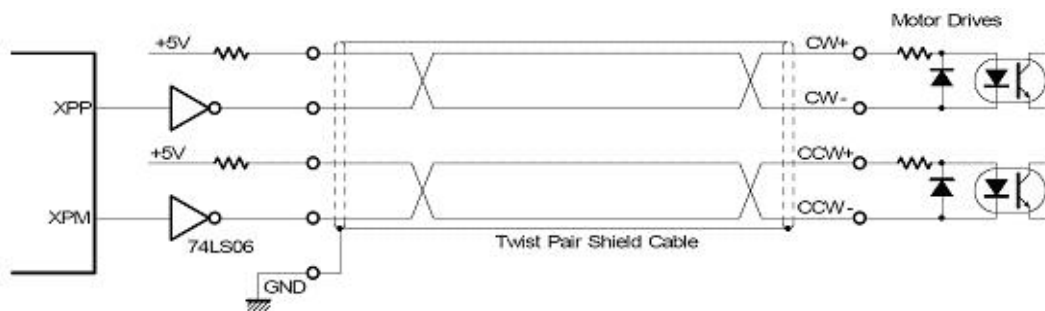 Motor Drives
+5V
CW+
XPP
CW-
+5V
CCW+
XPM
CCW-
74LS06
Twist Pair Shield Cable
GND